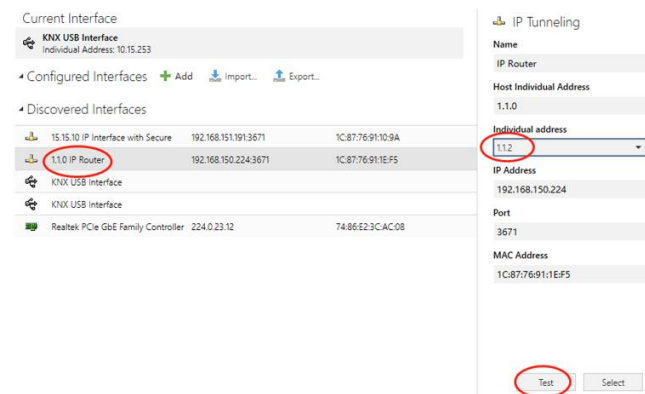 Current Interface
KNX USB Interface
Individual Address: 10.15.253
Configured Interfaces Add Import... Export...
Discovered Interfaces
15.15.10 IP Interface with Secure 192.168.151.191:3671 1C:87:76:91:10:9A
1.1.0 IP Router 192.168.150.224:3671 1C:87:76:91:1E:F5
KNX USB Interface
KNX USB Interface
Realtek PCIe GbE Family Controller 224.0.23.12 74:86:E2:3C:AC:08
IP Tunneling
Name
IP Router
Host Individual Address
1.1.0
Individual address
1.1.2
IP Address
192.168.150.224
Port
3671
MAC Address
1C:87:76:91:1E:F5
Test Select